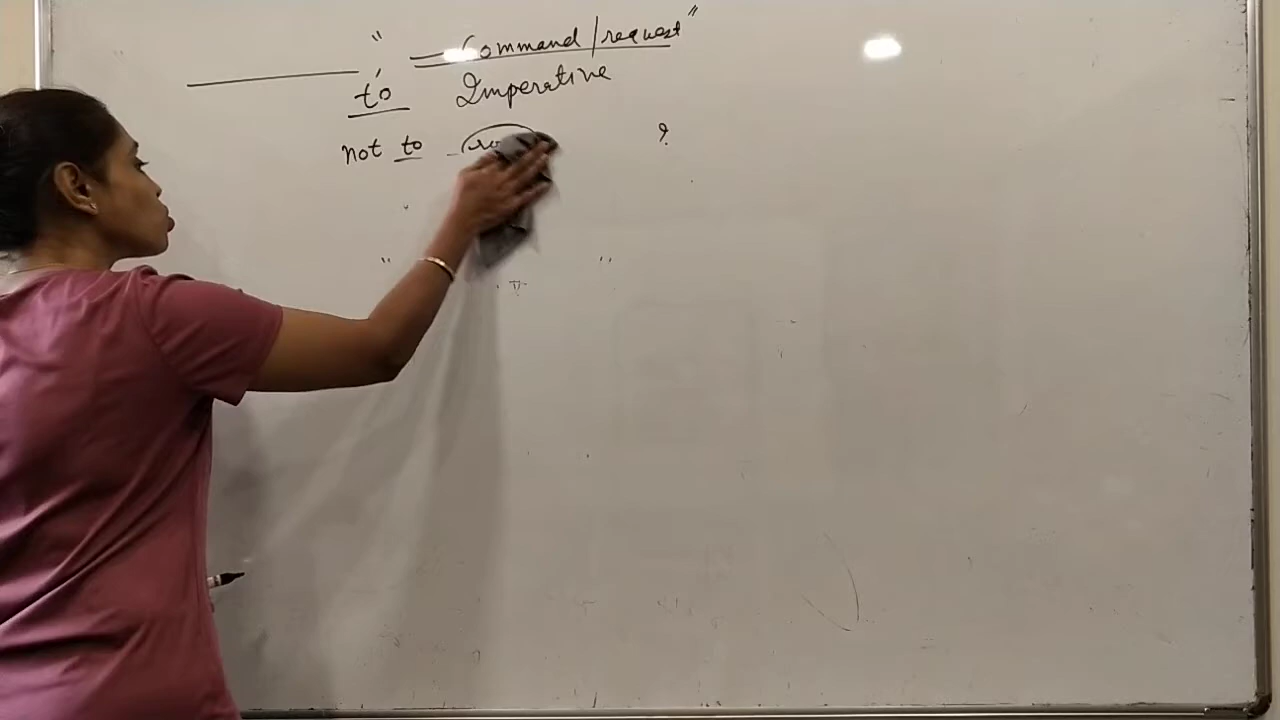 " = Command/request"
to Imperative
not to ?
" "